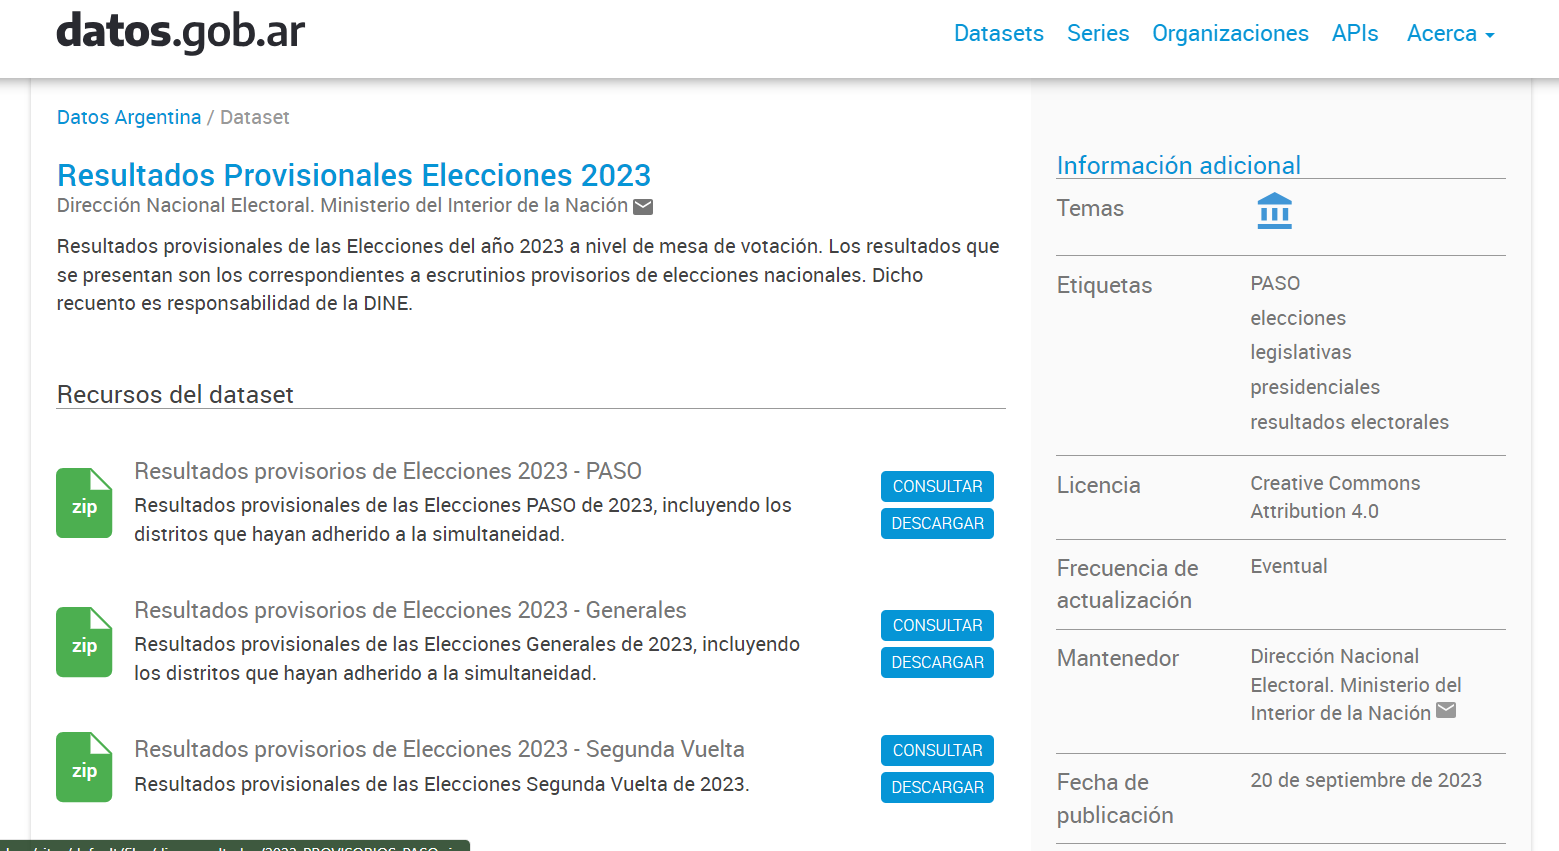 datos.gob.ar
Datasets Series Organizaciones APIs Acerca
Datos Argentina / Dataset
Resultados Provisionales Elecciones 2023
Dirección Nacional Electoral. Ministerio del Interior de la Nación
Resultados provisionales de las Elecciones del año 2023 a nivel de mesa de votación. Los resultados que
se presentan son los correspondientes a escrutinios provisorios de elecciones nacionales. Dicho
recuento es responsabilidad de la DINE.
Recursos del dataset
zip
Resultados provisorios de Elecciones 2023 - PASO
Resultados provisionales de las Elecciones PASO de 2023, incluyendo los
distritos que hayan adherido a la simultaneidad.
CONSULTAR
DESCARGAR
zip
Resultados provisorios de Elecciones 2023 - Generales
Resultados provisionales de las Elecciones Generales de 2023, incluyendo
los distritos que hayan adherido a la simultaneidad.
CONSULTAR
DESCARGAR
zip
Resultados provisorios de Elecciones 2023 - Segunda Vuelta
Resultados provisionales de las Elecciones Segunda Vuelta de 2023.
CONSULTAR
DESCARGAR
Información adicional
Temas
Etiquetas
PASO
elecciones
legislativas
presidenciales
resultados electorales
Licencia
Creative Commons
Attribution 4.0
Frecuencia de
actualización
Eventual
Mantenedor
Dirección Nacional
Electoral. Ministerio del
Interior de la Nación
Fecha de
publicación
20 de septiembre de 2023